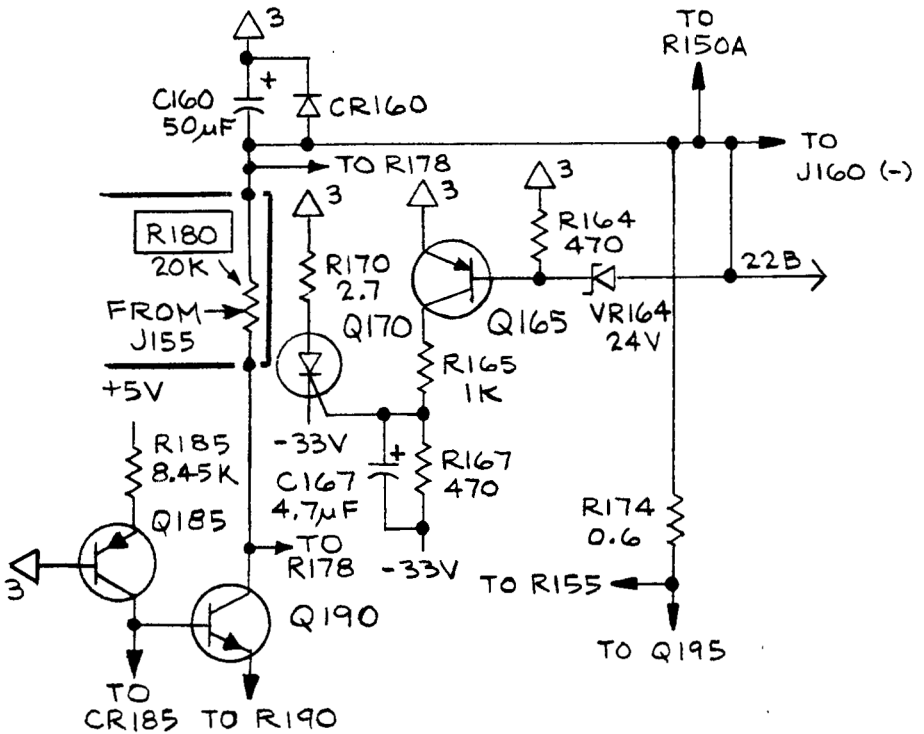 3
TO
R150A
C160
50µF
+
CR160
TO R178
TO
J160 (-)
3
3
3
R180
20K
R170
2.7
R164
470
22B
FROM
J155
Q170
Q165
VR164
24V
R165
1K
+5V
-33V
R185
8.45K
C167
4.7µF
+
R167
470
Q185
R174
0.6
TO
R178
-33V
3
TO R155
Q190
TO Q195
TO
CR185
TO R190